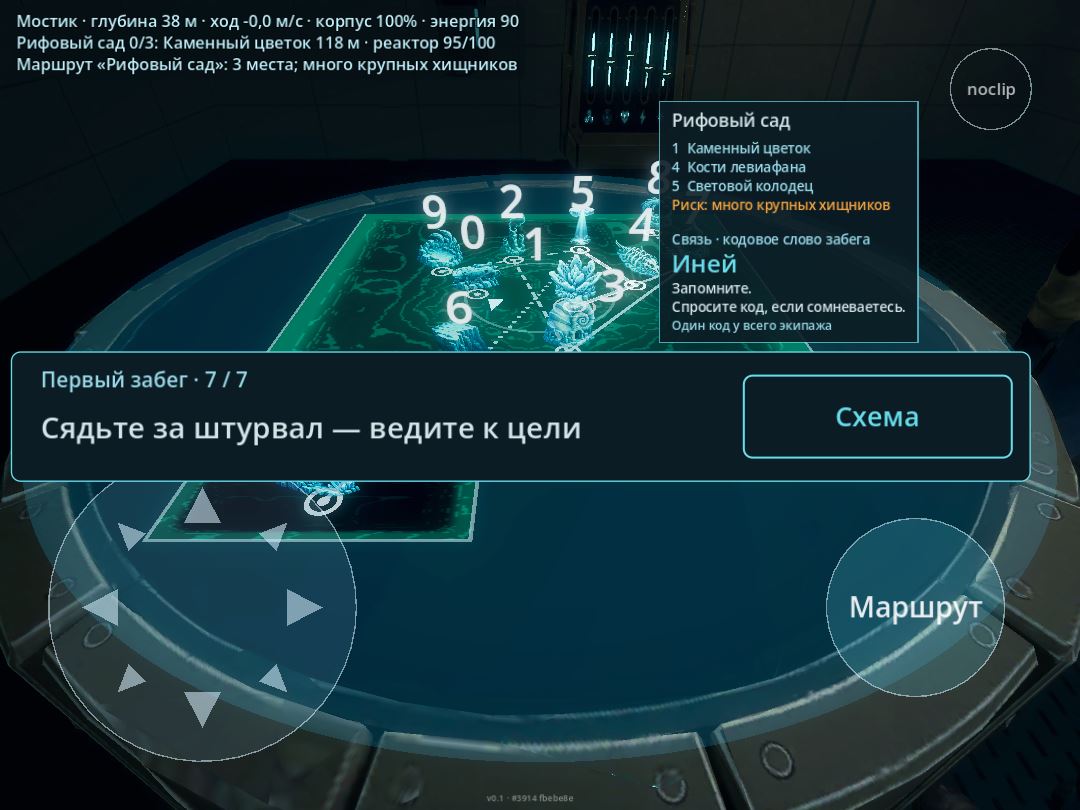 Мостик · глубина 38 м · ход -0,0 м/с · корпус 100% · энергия 90
Рифовый сад 0/3: Каменный цветок 118 м · реактор 95/100
Маршрут «Рифовый сад»: 3 места; много крупных хищников
noclip
Рифовый сад
1 Каменный цветок
4 Кости левиафана
5 Световой колодец
Риск: много крупных хищников
Связь · кодовое слово забега
Иней
Запомните.
Спросите код, если сомневаетесь.
Один код у всего экипажа
9
0
2
1
5
8
4
3
6
Первый забег · 7 / 7
Сядьте за штурвал — ведите к цели
Схема
Маршрут
v0.1 · #3914 fbebe8e